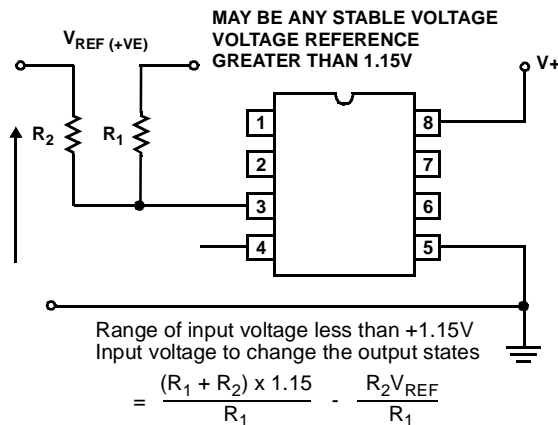 MAY BE ANY STABLE VOLTAGE
VOLTAGE REFERENCE
GREATER THAN 1.15V
VREF (+VE)
V+
R2
R1
1
8
2
7
3
6
4
5
Range of input voltage less than +1.15V
Input voltage to change the output states
= (R1 + R2) x 1.15 / R1 - R2VREF / R1